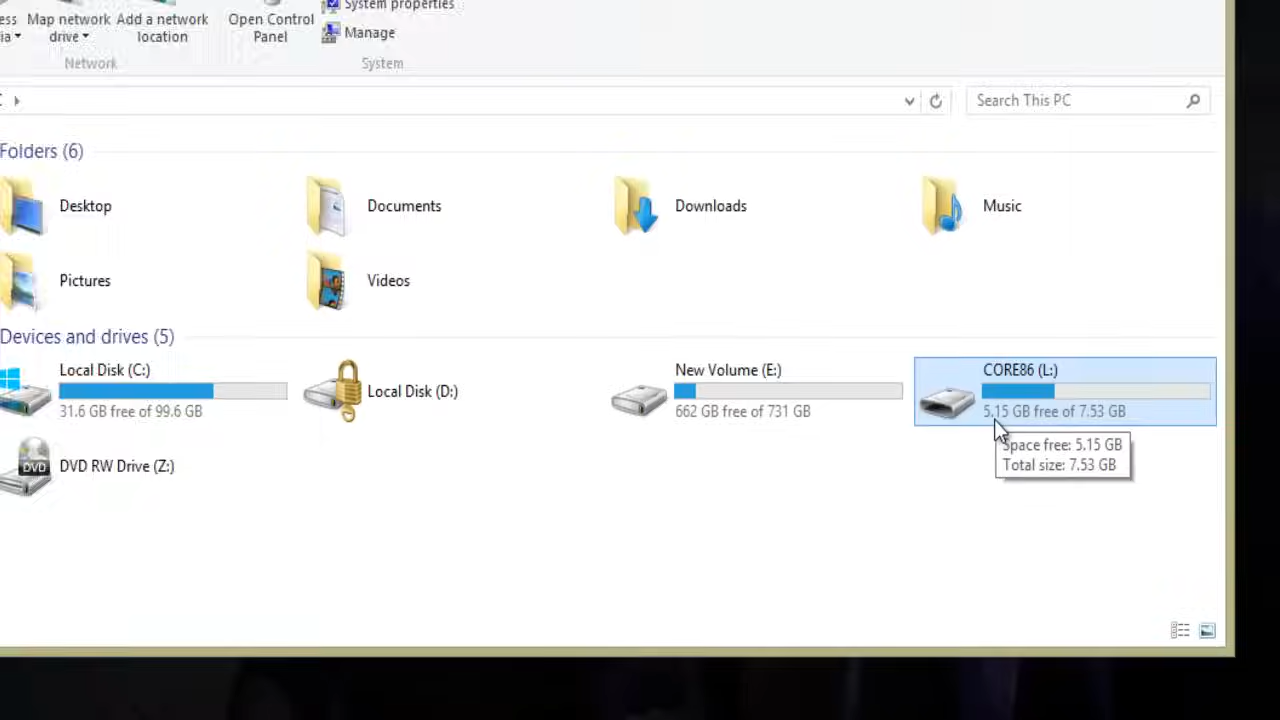 ess
ia
Map network
drive
Add a network
location
Open Control
Panel
System properties
Manage
Network
System
Search This PC
Folders (6)
Desktop
Documents
Downloads
Music
Pictures
Videos
Devices and drives (5)
Local Disk (C:)
31.6 GB free of 99.6 GB
Local Disk (D:)
New Volume (E:)
662 GB free of 731 GB
CORE86 (L:)
5.15 GB free of 7.53 GB
Space free: 5.15 GB
Total size: 7.53 GB
DVD
DVD RW Drive (Z:)